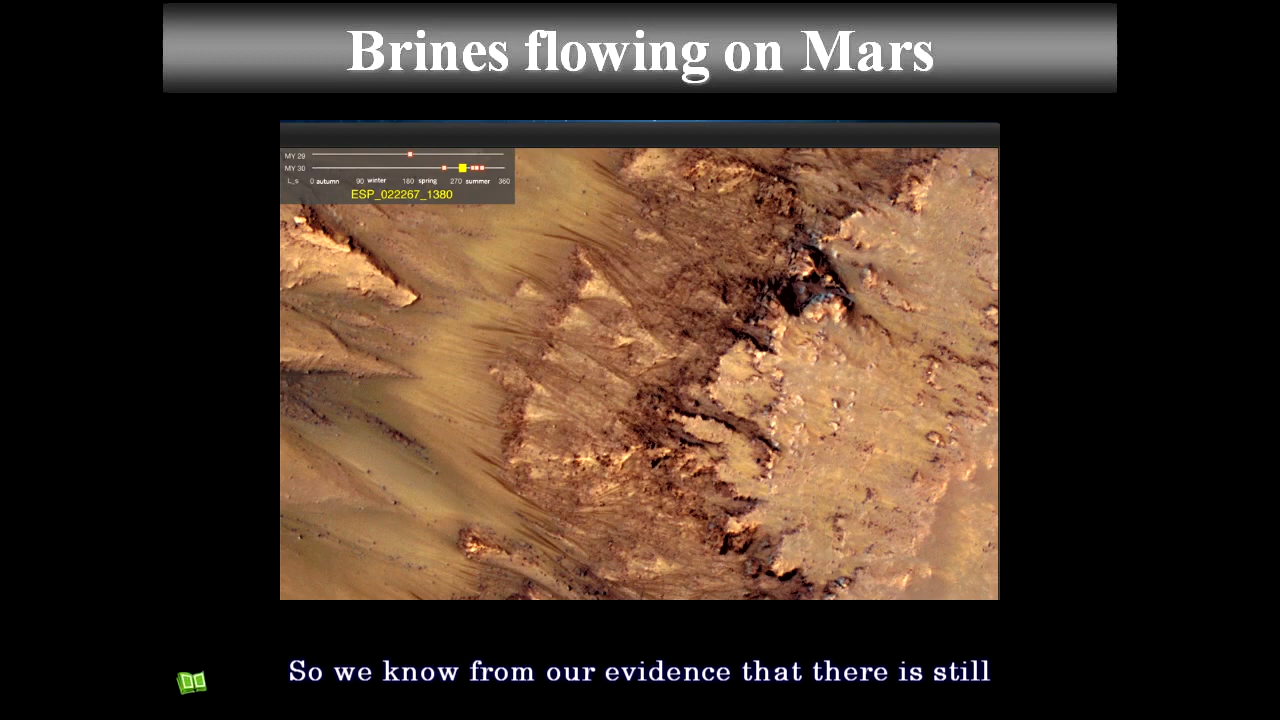 Brines flowing on Mars
MY 29
MY 30
L_s 0 autumn 90 winter 180 spring 270 summer 360
ESP_022267_1380
So we know from our evidence that there is still